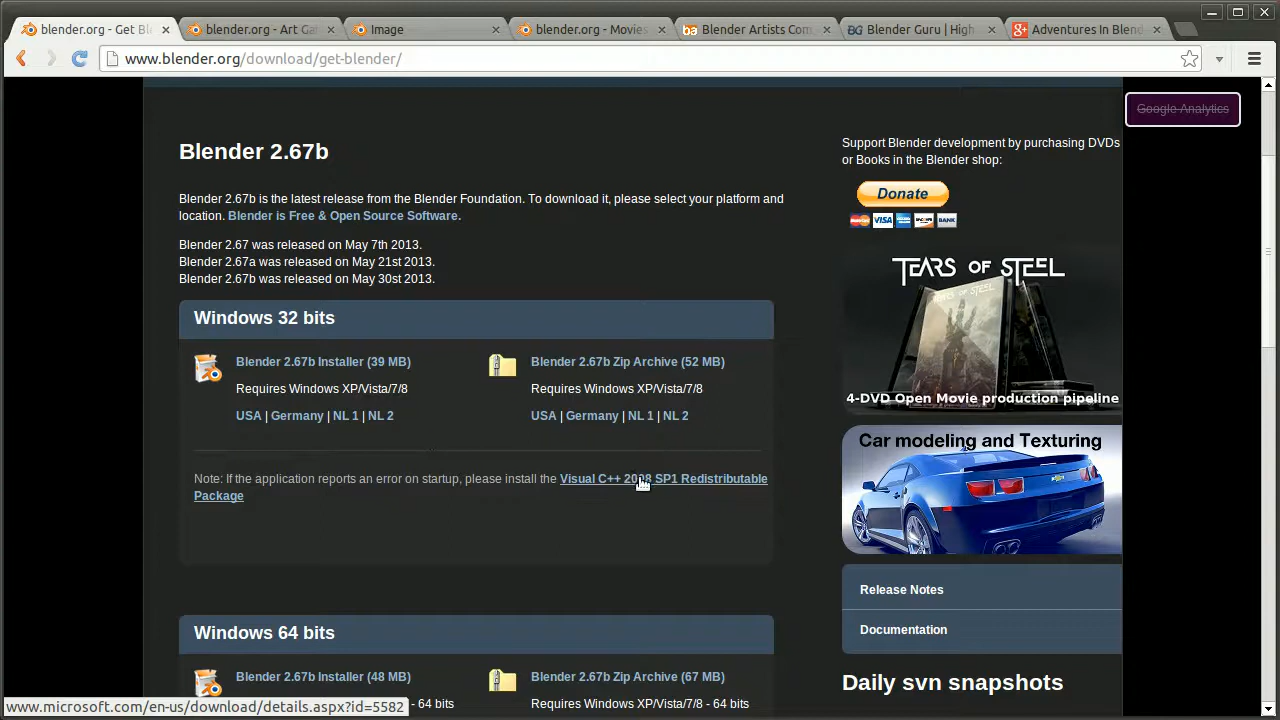 blender.org - Get Bl
blender.org - Art Ga
Image
blender.org - Movies
Blender Artists Com
BG Blender Guru | High
Adventures In Blend
www.blender.org/download/get-blender/
Google Analytics
Blender 2.67b
Blender 2.67b is the latest release from the Blender Foundation. To download it, please select your platform and
location. Blender is Free & Open Source Software.
Blender 2.67 was released on May 7th 2013.
Blender 2.67a was released on May 21st 2013.
Blender 2.67b was released on May 30st 2013.
Windows 32 bits
Blender 2.67b Installer (39 MB)
Requires Windows XP/Vista/7/8
USA | Germany | NL 1 | NL 2
Blender 2.67b Zip Archive (52 MB)
Requires Windows XP/Vista/7/8
USA | Germany | NL 1 | NL 2
Note: If the application reports an error on startup, please install the Visual C++ 2008 SP1 Redistributable
Package
Windows 64 bits
Blender 2.67b Installer (48 MB)
- 64 bits
Blender 2.67b Zip Archive (67 MB)
Requires Windows XP/Vista/7/8 - 64 bits
Support Blender development by purchasing DVDs
or Books in the Blender shop:
Donate
VISA
BANK
TEARS OF STEEL
4-DVD Open Movie production pipeline
Car modeling and Texturing
Release Notes
Documentation
Daily svn snapshots
www.microsoft.com/en-us/download/details.aspx?id=5582